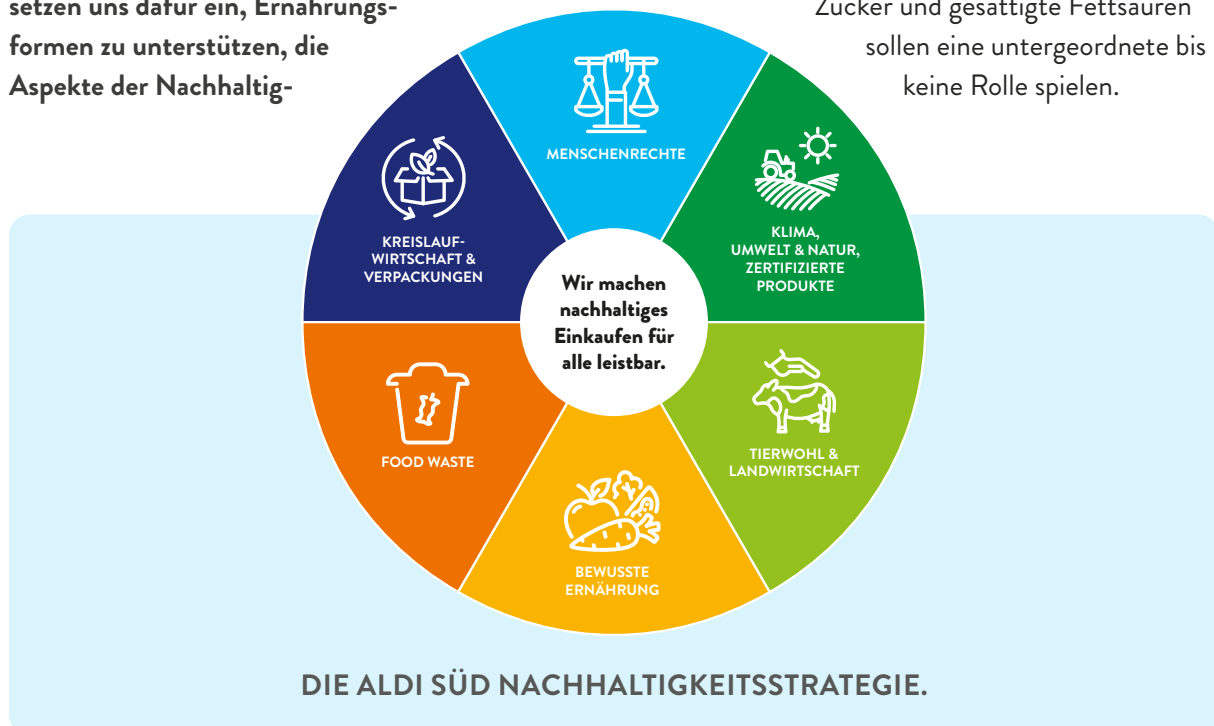 setzen uns dafür ein, Ernährungs-
formen zu unterstützen, die
Aspekte der Nachhaltig-
Zucker und gesättigte Fettsäuren
sollen eine untergeordnete bis
keine Rolle spielen.
MENSCHENRECHTE
KLIMA,
UMWELT & NATUR,
ZERTIFIZIERTE
PRODUKTE
TIERWOHL &
LANDWIRTSCHAFT
BEWUSSTE
ERNÄHRUNG
FOOD WASTE
KREISLAUF-
WIRTSCHAFT &
VERPACKUNGEN
Wir machen
nachhaltiges
Einkaufen für
alle leistbar.
DIE ALDI SÜD NACHHALTIGKEITSSTRATEGIE.